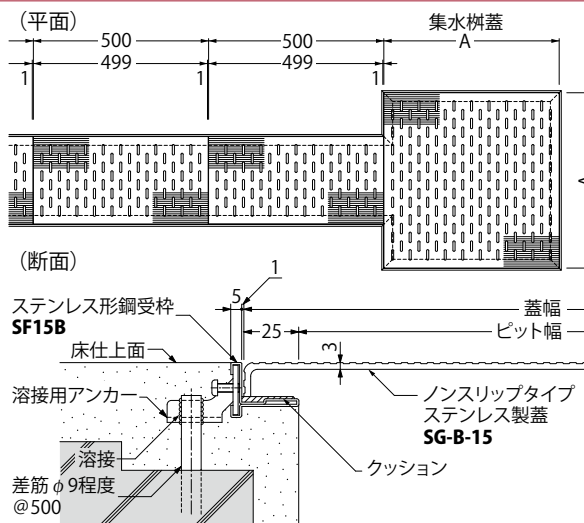 （平面）
集水桝蓋
500
500
A
499
499
1
1
1
（断面）
1
5
ステンレス形鋼受枠
SF15B
蓋幅
25
ピット幅
床仕上面
3
溶接用アンカー
ノンスリップタイプ
ステンレス製蓋
SG-B-15
溶接
クッション
差筋φ9程度
@500